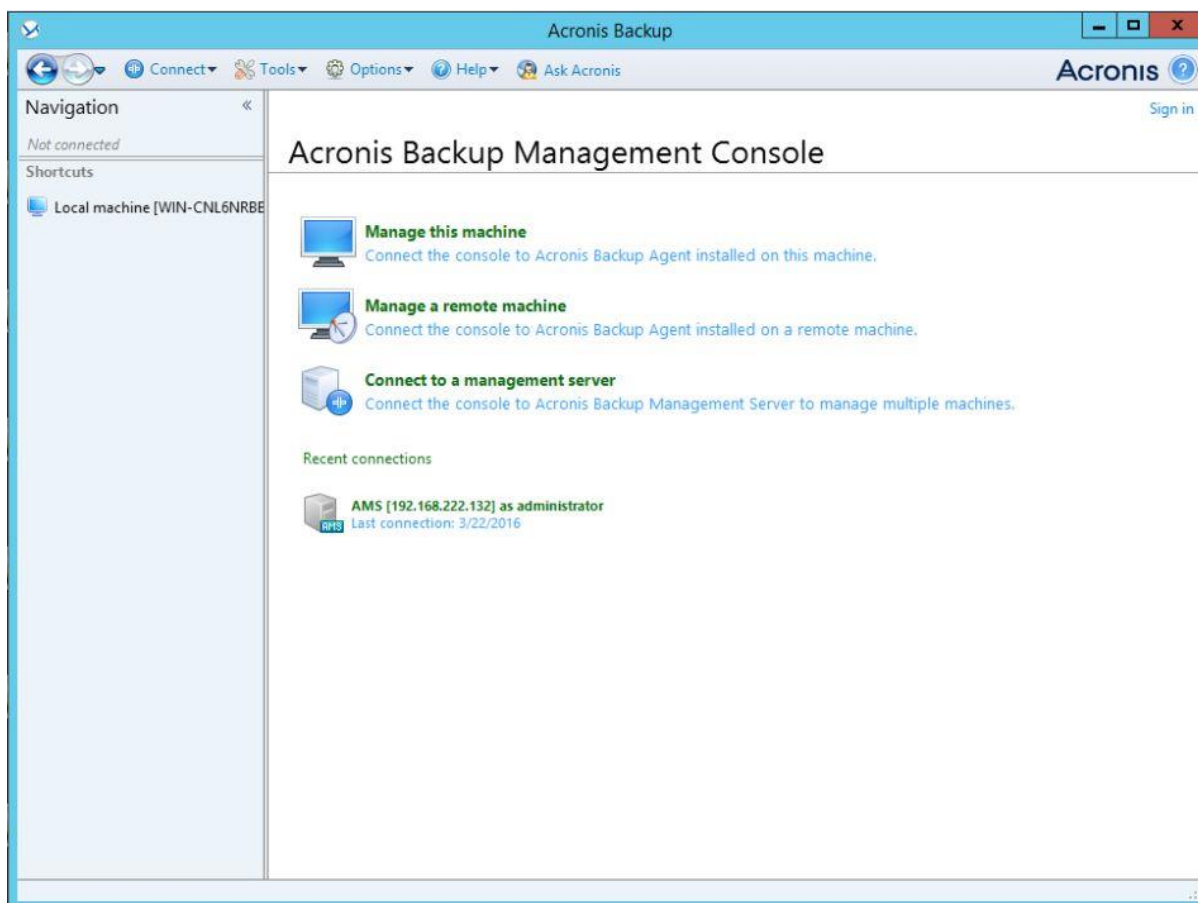 Acronis Backup
Connect Tools Options Help Ask Acronis Acronis
Navigation
Sign in
Not connected
Acronis Backup Management Console
Shortcuts
Local machine [WIN-CNL6NRBE
Manage this machine
Connect the console to Acronis Backup Agent installed on this machine.
Manage a remote machine
Connect the console to Acronis Backup Agent installed on a remote machine.
Connect to a management server
Connect the console to Acronis Backup Management Server to manage multiple machines.
Recent connections
AMS [192.168.222.132] as administrator
AMS
Last connection: 3/22/2016